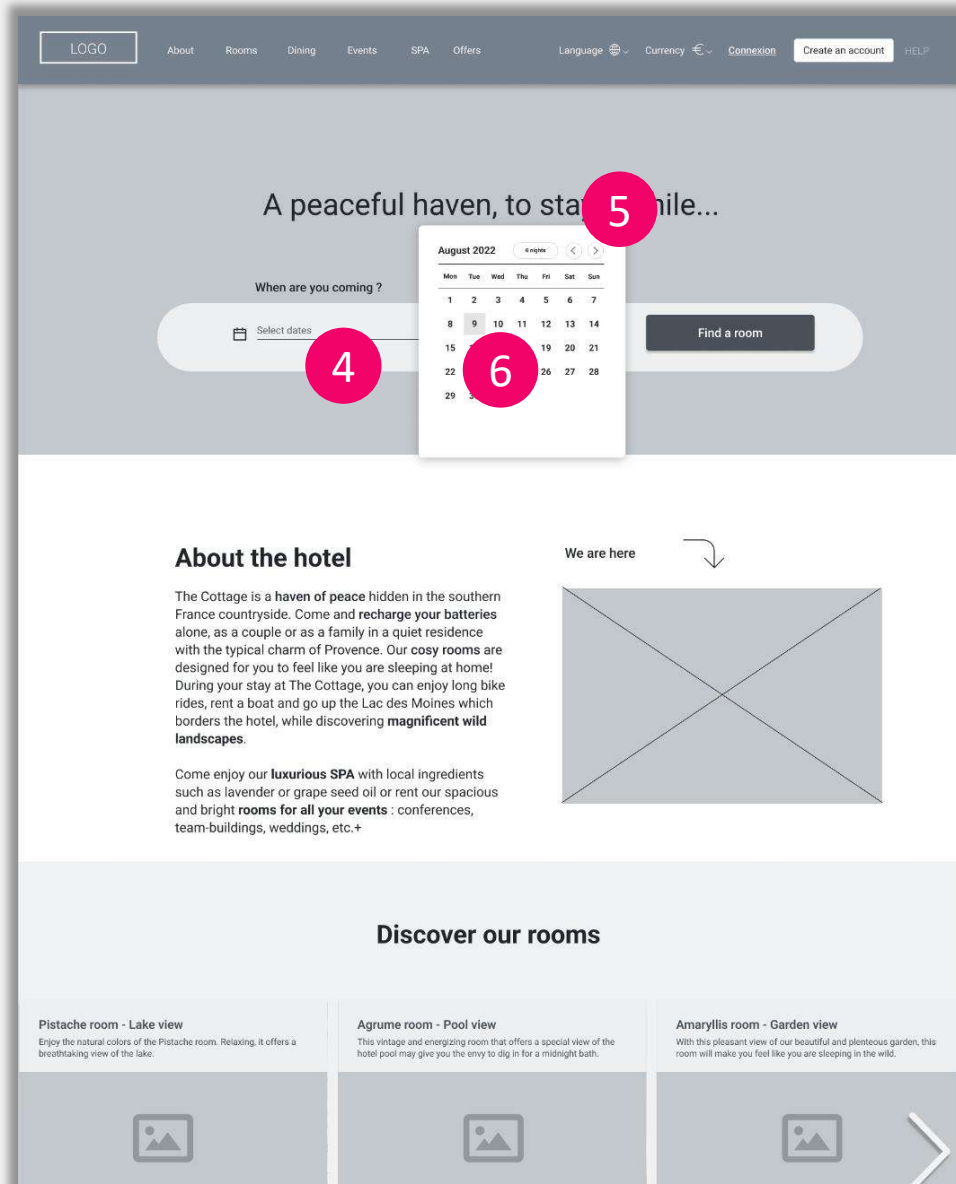 LOGO About Rooms Dining Events SPA Offers Language Currency € Connexion Create an account HELP
A peaceful haven, to sta hile...
5
August 2022 6 nights
Mon Tue Wed Thu Fri Sat Sun
When are you coming ?
1 2 3 4 5 6 7
8 9 10 11 12 13 14
Select dates
Find a room
15 19 20 21
4
6
22 26 27 28
29
About the hotel
The Cottage is a haven of peace hidden in the southern
France countryside. Come and recharge your batteries
alone, as a couple or as a family in a quiet residence
with the typical charm of Provence. Our cosy rooms are
designed for you to feel like you are sleeping at home!
During your stay at The Cottage, you can enjoy long bike
rides, rent a boat and go up the Lac des Moines which
borders the hotel, while discovering magnificent wild
landscapes.
Come enjoy our luxurious SPA with local ingredients
such as lavender or grape seed oil or rent our spacious
and bright rooms for all your events : conferences,
team-buildings, weddings, etc.+
We are here
Discover our rooms
Pistache room - Lake view
Enjoy the natural colors of the Pistache room. Relaxing, it offers a
breathtaking view of the lake.
Agrume room - Pool view
This vintage and energizing room that offers a special view of the
hotel pool may give you the envy to dig in for a midnight bath.
Amaryllis room - Garden view
With this pleasant view of our beautiful and plenteous garden, this
room will make you feel like you are sleeping in the wild.